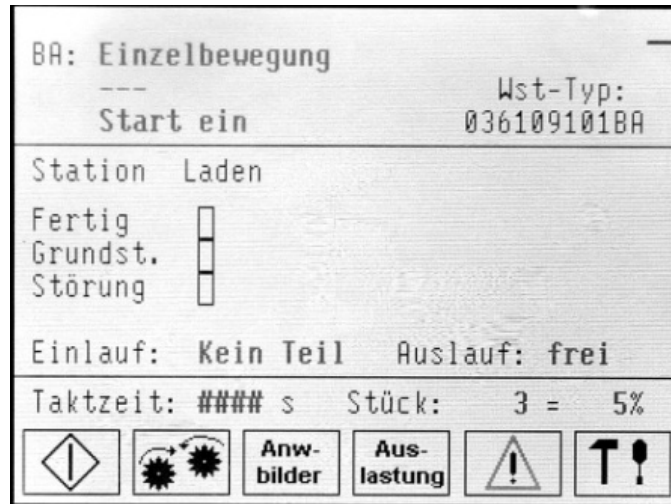 BA: Einzelbewegung
---
Wst-Typ:
Start ein 036109101BA
Station Laden
Fertig
Grundst.
Störung
Einlauf: Kein Teil Auslauf: frei
Taktzeit: #### s Stück: 3 = 5%
Anw-
bilder
Aus-
lastung